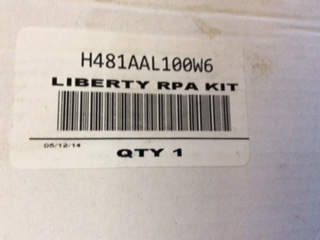 H481AAL100W6
LIBERTY RPA KIT
05/12/14
QTY 1